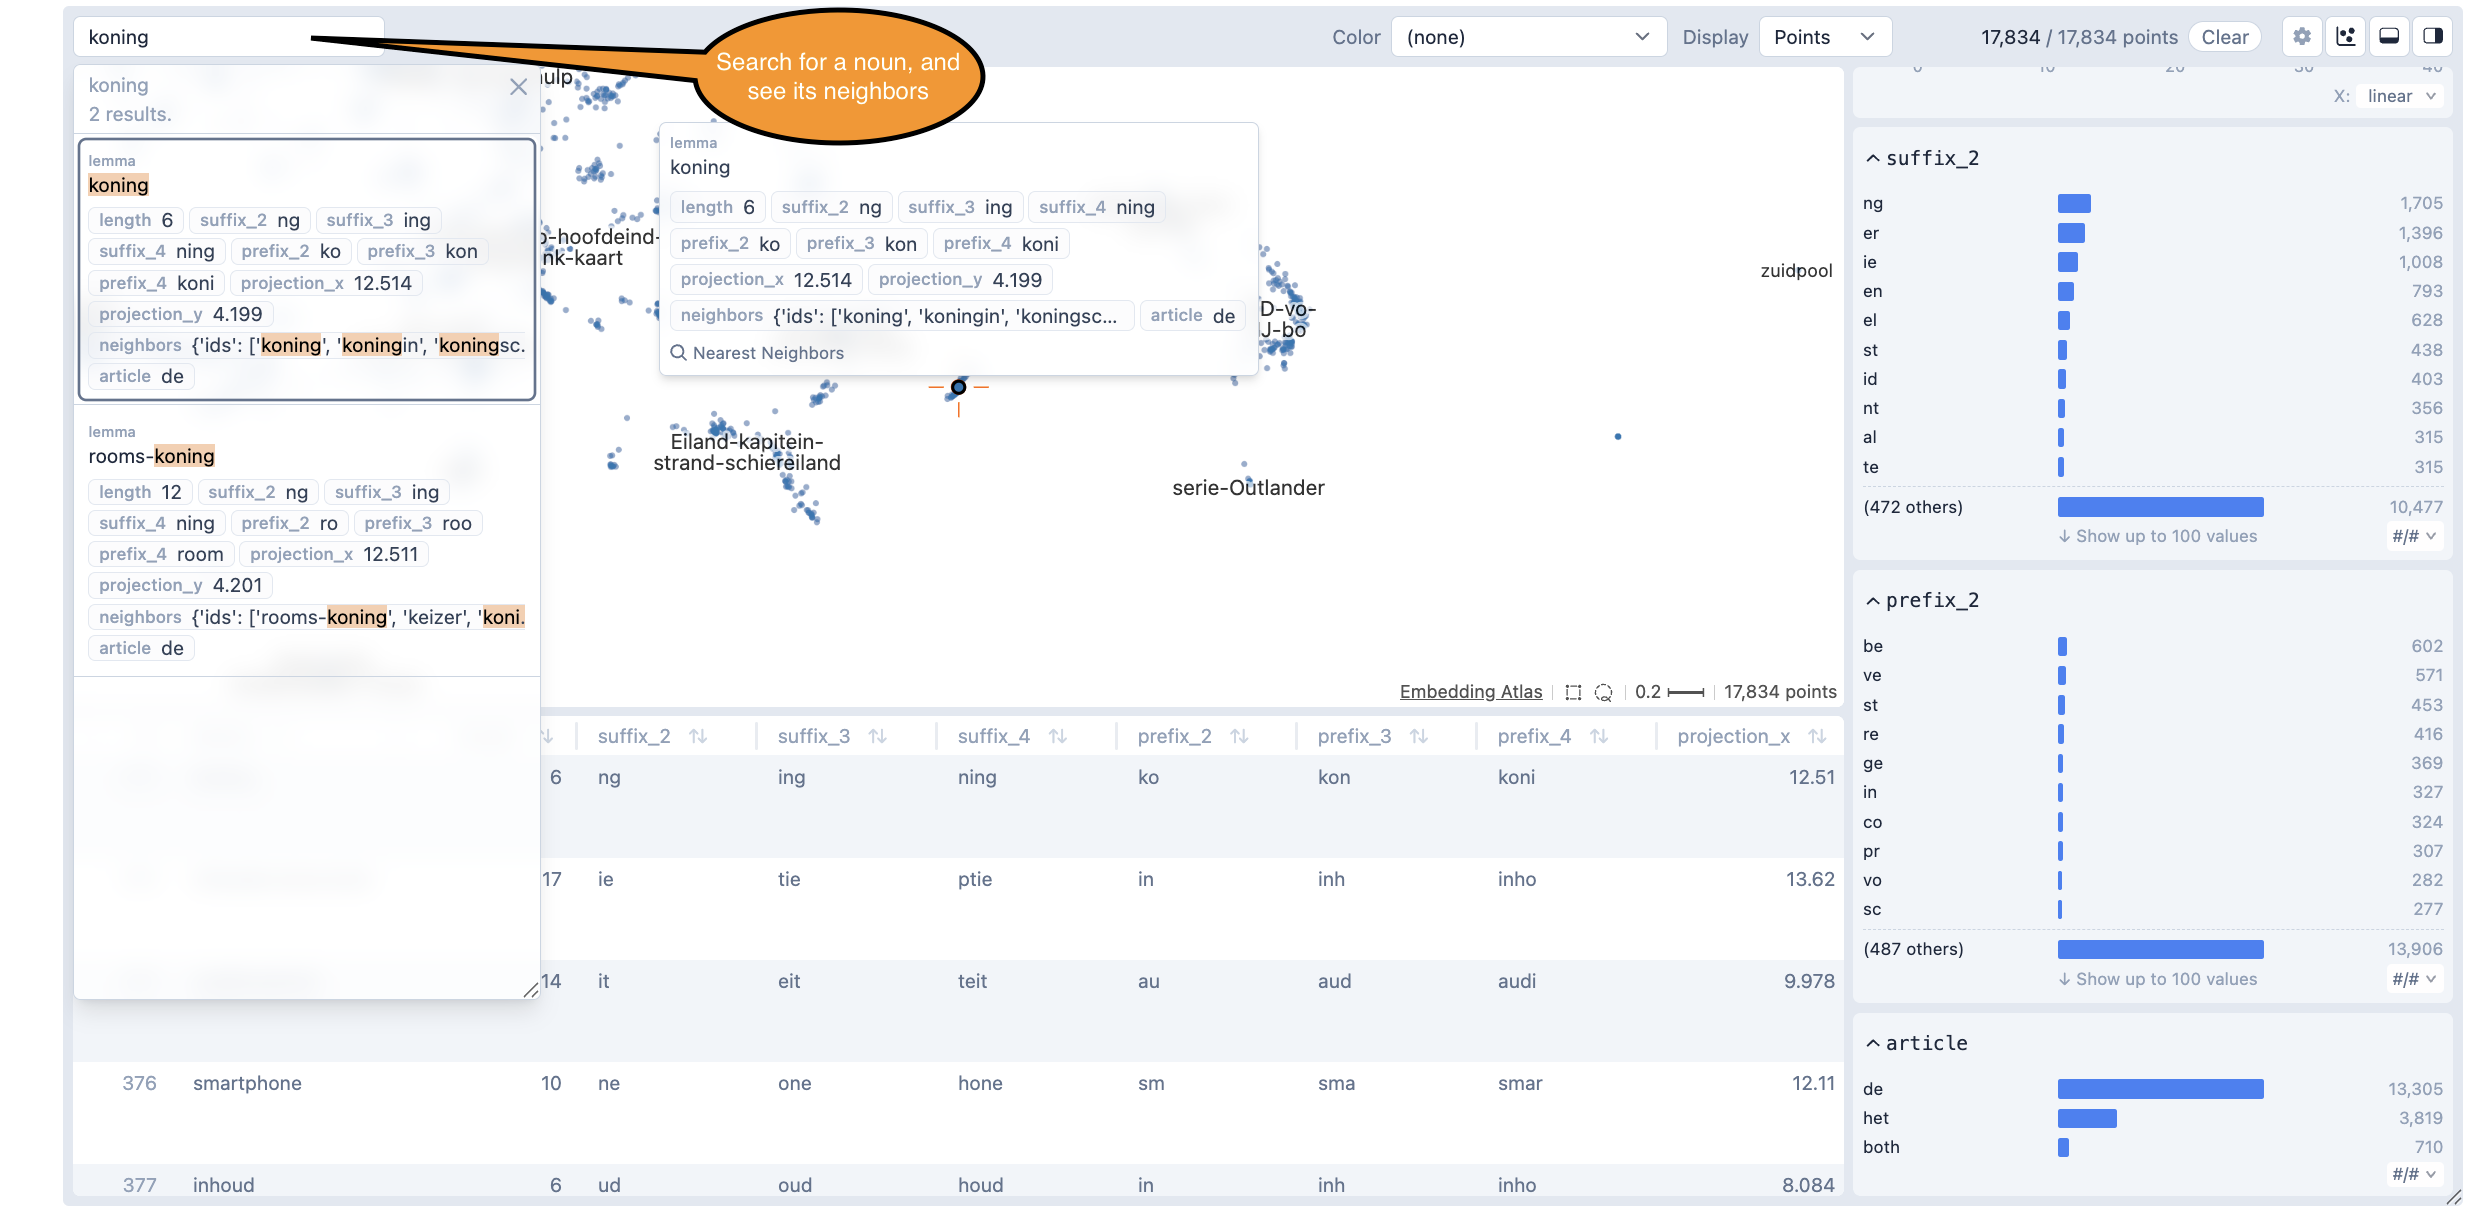 koning
Search for a noun, and
see its neighbors
Color (none) Display Points 17,834 / 17,834 points Clear
koning
2 results.
lemma
koning
length 6 suffix_2 ng suffix_3 ing
suffix_4 ning prefix_2 ko prefix_3 kon
prefix_4 koni projection_x 12.514
projection_y 4.199
neighbors {'ids': ['koning', 'koningin', 'koningsc.
article de
lemma
rooms-koning
length 12 suffix_2 ng suffix_3 ing
suffix_4 ning prefix_2 ro prefix_3 roo
prefix_4 room projection_x 12.511
projection_y 4.201
neighbors {'ids': ['rooms-koning', 'keizer', 'koni.
article de
lemma
koning
length 6 suffix_2 ng suffix_3 ing suffix_4 ning
prefix_2 ko prefix_3 kon prefix_4 koni
projection_x 12.514 projection_y 4.199
neighbors {'ids': ['koning', 'koningin', 'koningsc... article de
Nearest Neighbors
-hoofdeind-
nk-kaart
D-vo-
IJ-bo
zuidpool
Eiland-kapitein-
strand-schiereiland
serie-Outlander
Embedding Atlas 0.2 17,834 points
suffix_2 suffix_3 suffix_4 prefix_2 prefix_3 prefix_4 projection_x
6 ng ing ning ko kon koni 12.51
17 ie tie ptie in inh inho 13.62
14 it eit teit au aud audi 9.978
376 smartphone 10 ne one hone sm sma smar 12.11
377 inhoud 6 ud oud houd in inh inho 8.084
0 10 20 30 40
X: linear
suffix_2
ng 1,705
er 1,396
ie 1,008
en 793
el 628
st 438
id 403
nt 356
al 315
te 315
(472 others) 10,477
↓ Show up to 100 values #/#
prefix_2
be 602
ve 571
st 453
re 416
ge 369
in 327
co 324
pr 307
vo 282
sc 277
(487 others) 13,906
↓ Show up to 100 values #/#
article
de 13,305
het 3,819
both 710
#/#